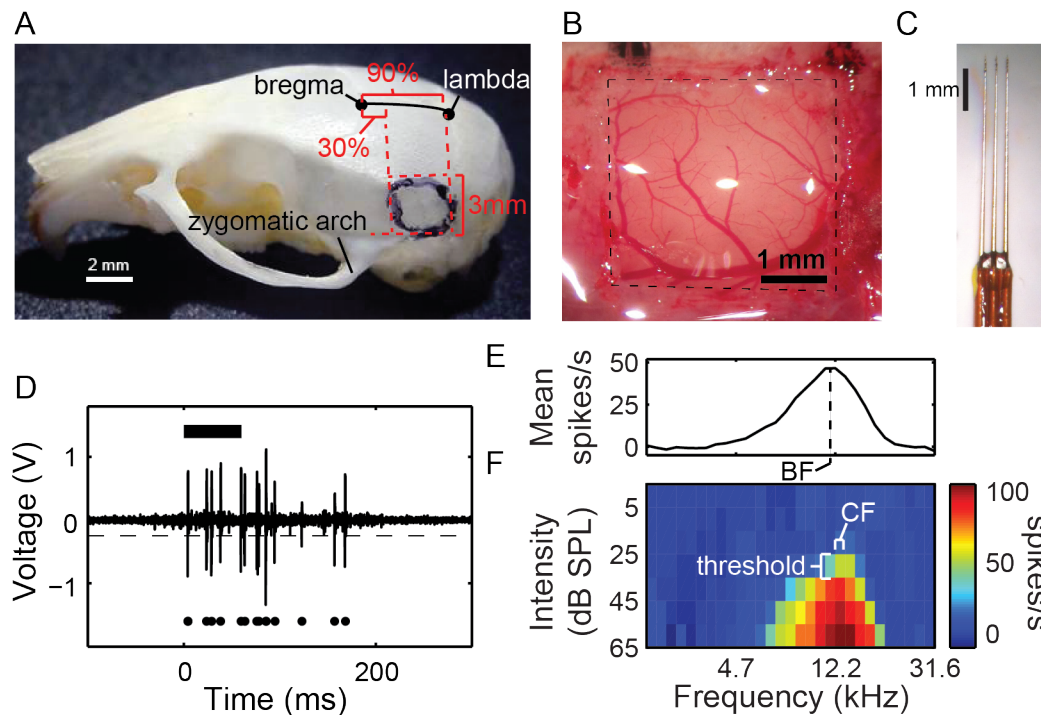 A
90%
bregma
lambda
30%
3mm
zygomatic arch
2 mm
B
1 mm
C
1 mm
D
Voltage (V)
1
0
−1
0
200
Time (ms)
E
Mean
spikes/s
50
0
BF
F
Intensity
(dB SPL)
5
25
45
65
CF
threshold
4.7
12.2
31.6
Frequency (kHz)
100
50
0
spikes/s